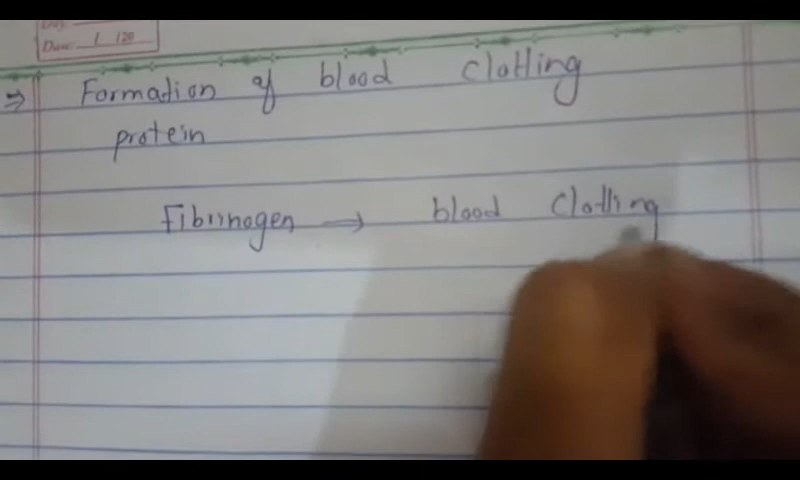 Date 1 120
⇒ Formation of blood Clotting
protein
Fibrinogen → blood Clotting